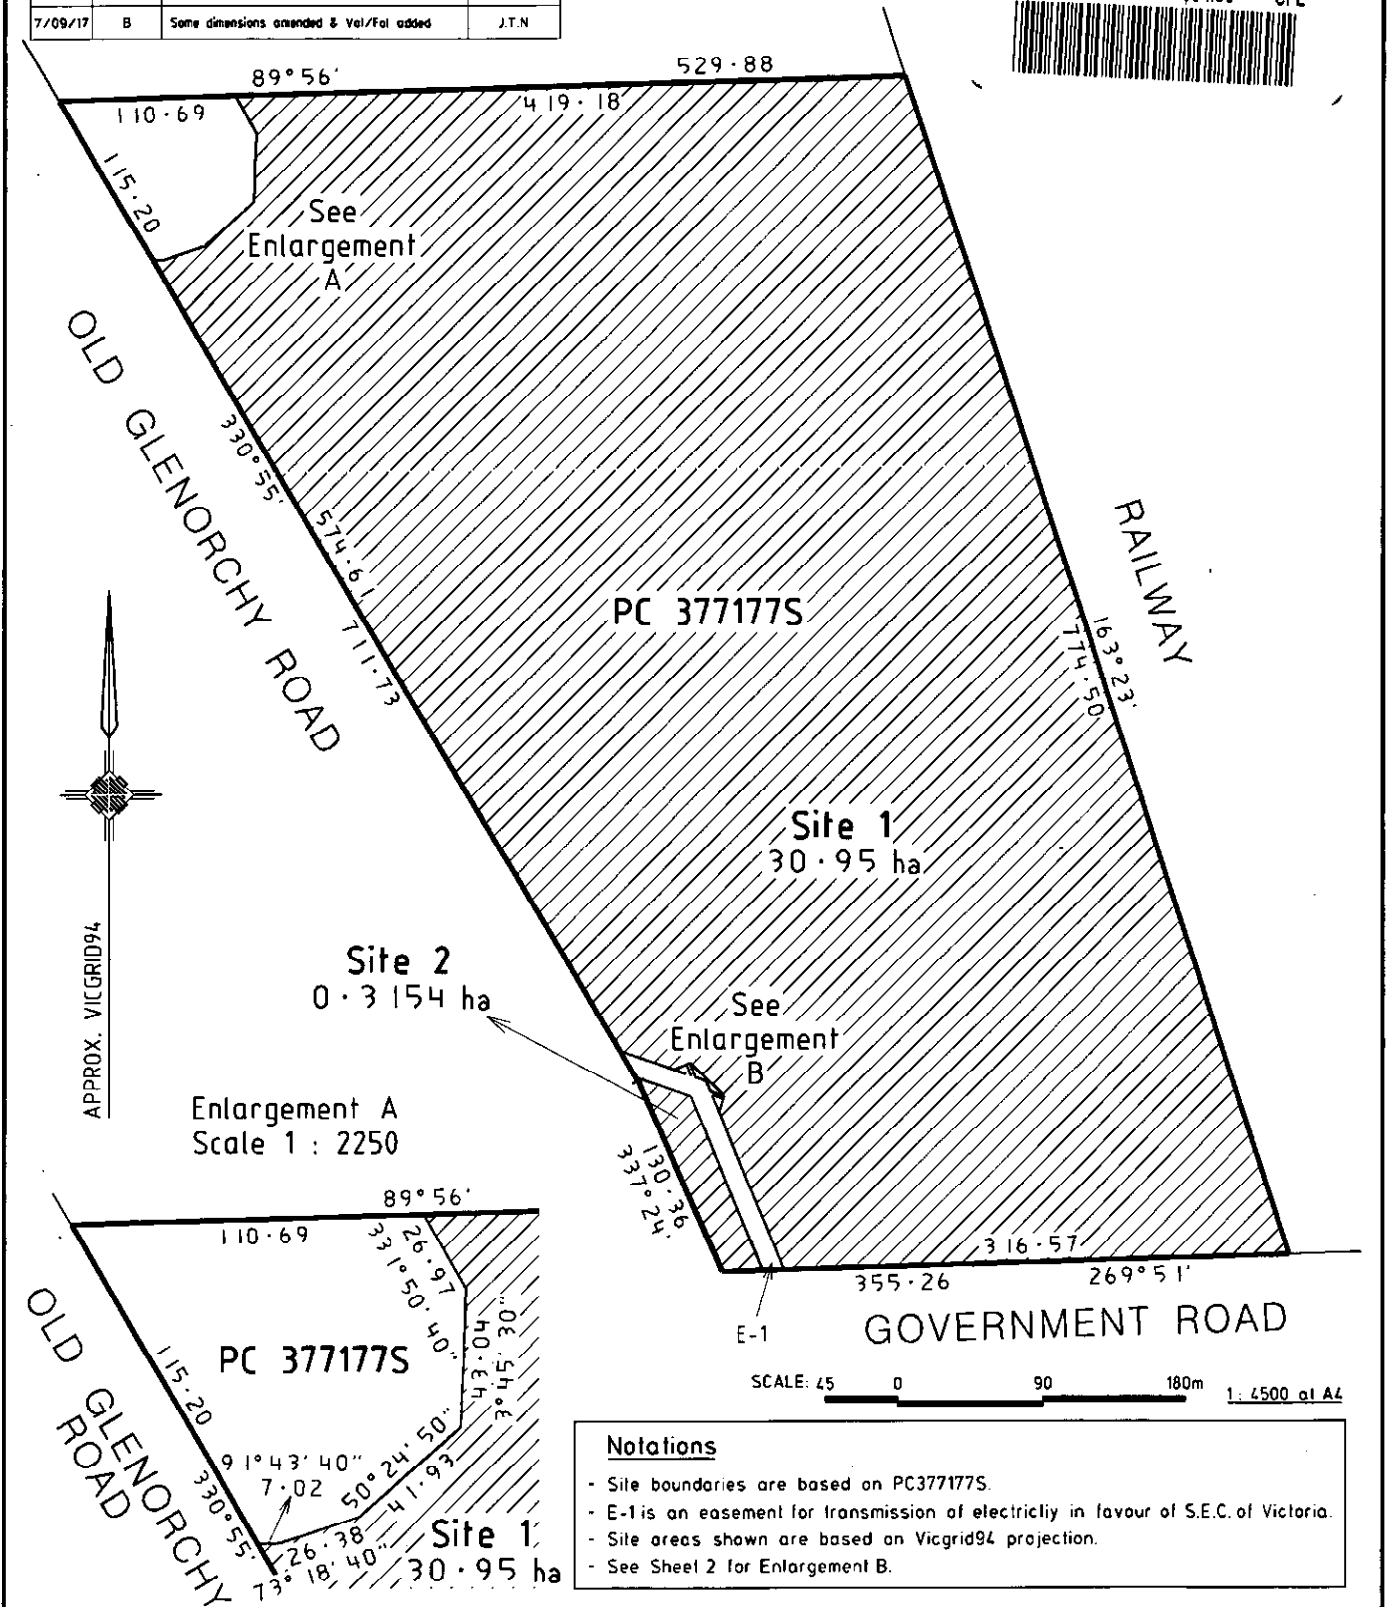 7/09/17 B Some dimensions amended & Vol/Fol added J.T.N
89°56'
529·88
110·69
419·18
115·20
See
Enlargement
A
OLD GLENORCHY ROAD
330°55'
574·61
711·73
RAILWAY
163°23'
774·50
PC 377177S
Site 1
30·95 ha
APPROX. VICGRID94
Site 2
0·3154 ha
See
Enlargement
B
130·36
337°24'
316·57
355·26
269°51'
E-1
GOVERNMENT ROAD
SCALE: 45 0 90 180m 1: 4500 at A4
Enlargement A
Scale 1 : 2250
89°56'
110·69
26·97
331°50'40"
43·04
3°45'30"
PC 377177S
115·20
OLD GLENORCHY
ROAD
330°55'
91°43'40"
7·02
50°24'50"
41·93
26·38
73°18'40"
Site 1
30·95 ha
Notations
- Site boundaries are based on PC377177S.
- E-1 is an easement for transmission of electricliy in favour of S.E.C. of Victoria.
- Site areas shown are based on Vicgrid94 projection.
- See Sheet 2 for Enlargement B.